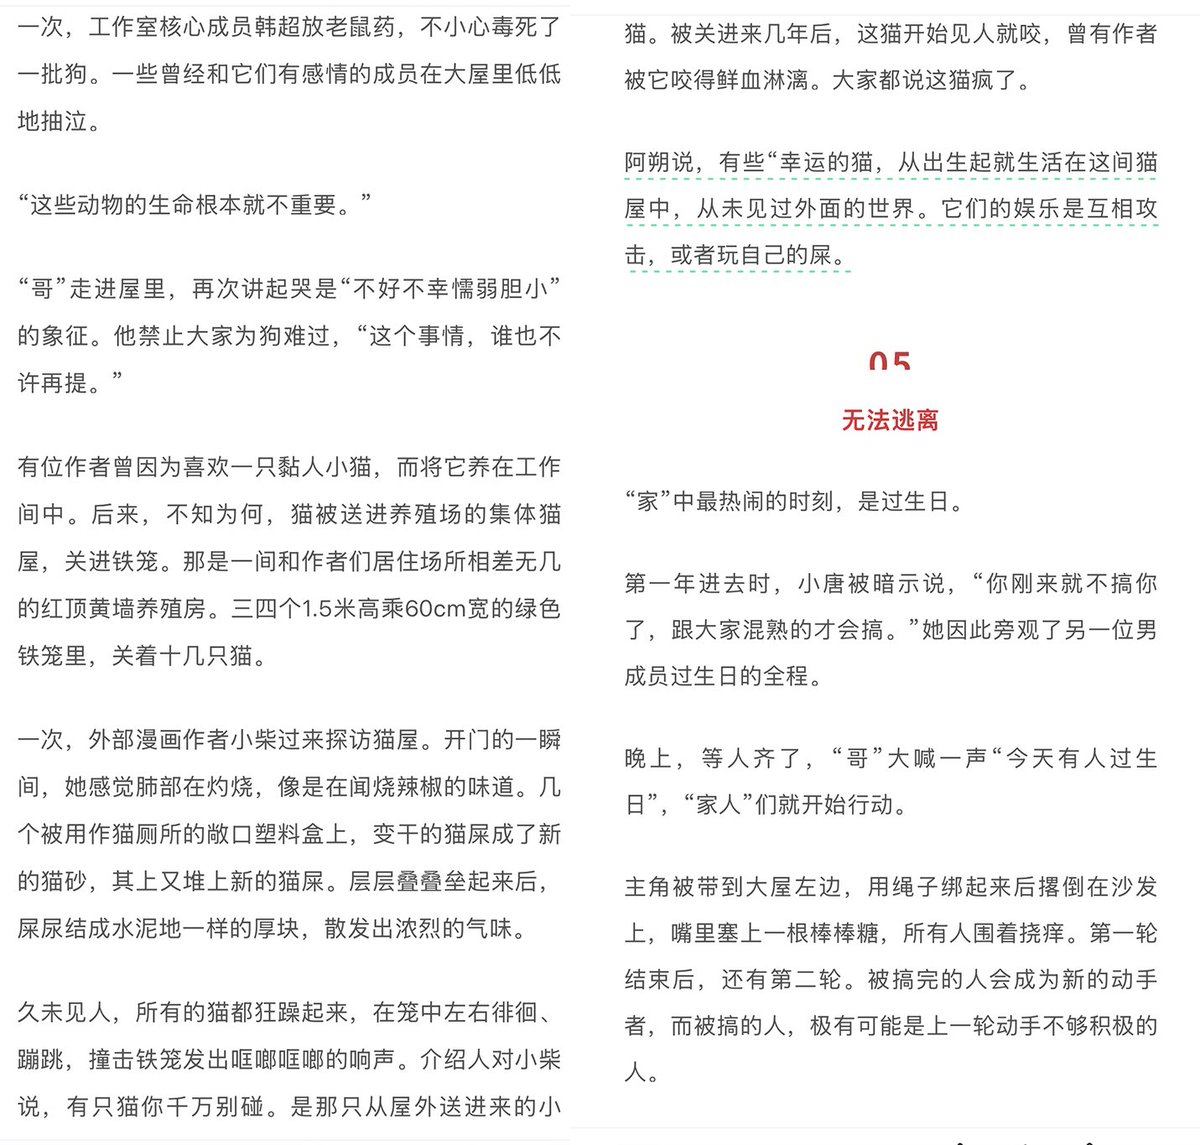 一次，工作室核心成员韩超放老鼠药，不小心毒死了
一批狗。一些曾经和它们有感情的成员在大屋里低低
地抽泣。
“这些动物的生命根本就不重要。”
“哥”走进屋里，再次讲起哭是“不好不幸懦弱胆小”
的象征。他禁止大家为狗难过，“这个事情，谁也不
许再提。”
有位作者曾因为喜欢一只黏人小猫，而将它养在工作
间中。后来，不知为何，猫被送进养殖场的集体猫
屋，关进铁笼。那是一间和作者们居住场所相差无几
的红顶黄墙养殖房。三四个1.5米高乘60cm宽的绿色
铁笼里，关着十几只猫。
一次，外部漫画作者小柴过来探访猫屋。开门的一瞬
间，她感觉肺部在灼烧，像是在闻烧辣椒的味道。几
个被用作猫厕所的敞口塑料盒上，变干的猫屎成了新
的猫砂，其上又堆上新的猫屎。层层叠叠垒起来后，
屎尿结成水泥地一样的厚块，散发出浓烈的气味。
久未见人，所有的猫都狂躁起来，在笼中左右徘徊、
蹦跳，撞击铁笼发出哐啷哐啷的响声。介绍人对小柴
说，有只猫你千万别碰。是那只从屋外送进来的小
猫。被关进来几年后，这猫开始见人就咬，曾有作者
被它咬得鲜血淋漓。大家都说这猫疯了。
阿朔说，有些“幸运的猫，从出生起就生活在这间猫
屋中，从未见过外面的世界。它们的娱乐是互相攻
击，或者玩自己的屎。
05
无法逃离
“家”中最热闹的时刻，是过生日。
第一年进去时，小唐被暗示说，“你刚来就不搞你
了，跟大家混熟的才会搞。”她因此旁观了另一位男
成员过生日的全程。
晚上，等人齐了，“哥”大喊一声“今天有人过生
日”，“家人”们就开始行动。
主角被带到大屋左边，用绳子绑起来后撂倒在沙发
上，嘴里塞上一根棒棒糖，所有人围着挠痒。第一轮
结束后，还有第二轮。被搞完的人会成为新的动手
者，而被搞的人，极有可能是上一轮动手不够积极的
人。